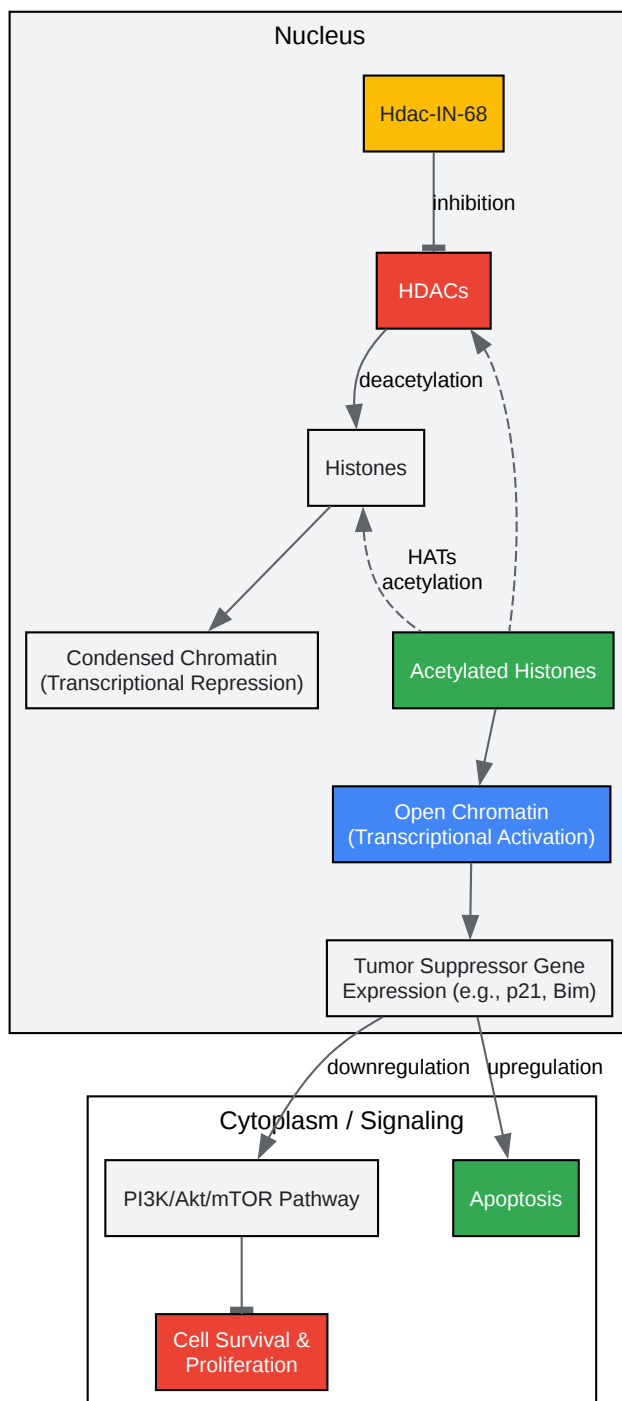 Nucleus
Hdac-IN-68
inhibition
HDACs
deacetylation
Histones
HATs
acetylation
Condensed Chromatin
(Transcriptional Repression)
Acetylated Histones
Open Chromatin
(Transcriptional Activation)
Tumor Suppressor Gene
Expression (e.g., p21, Bim)
downregulation
upregulation
Cytoplasm / Signaling
PI3K/Akt/mTOR Pathway
Apoptosis
Cell Survival &
Proliferation